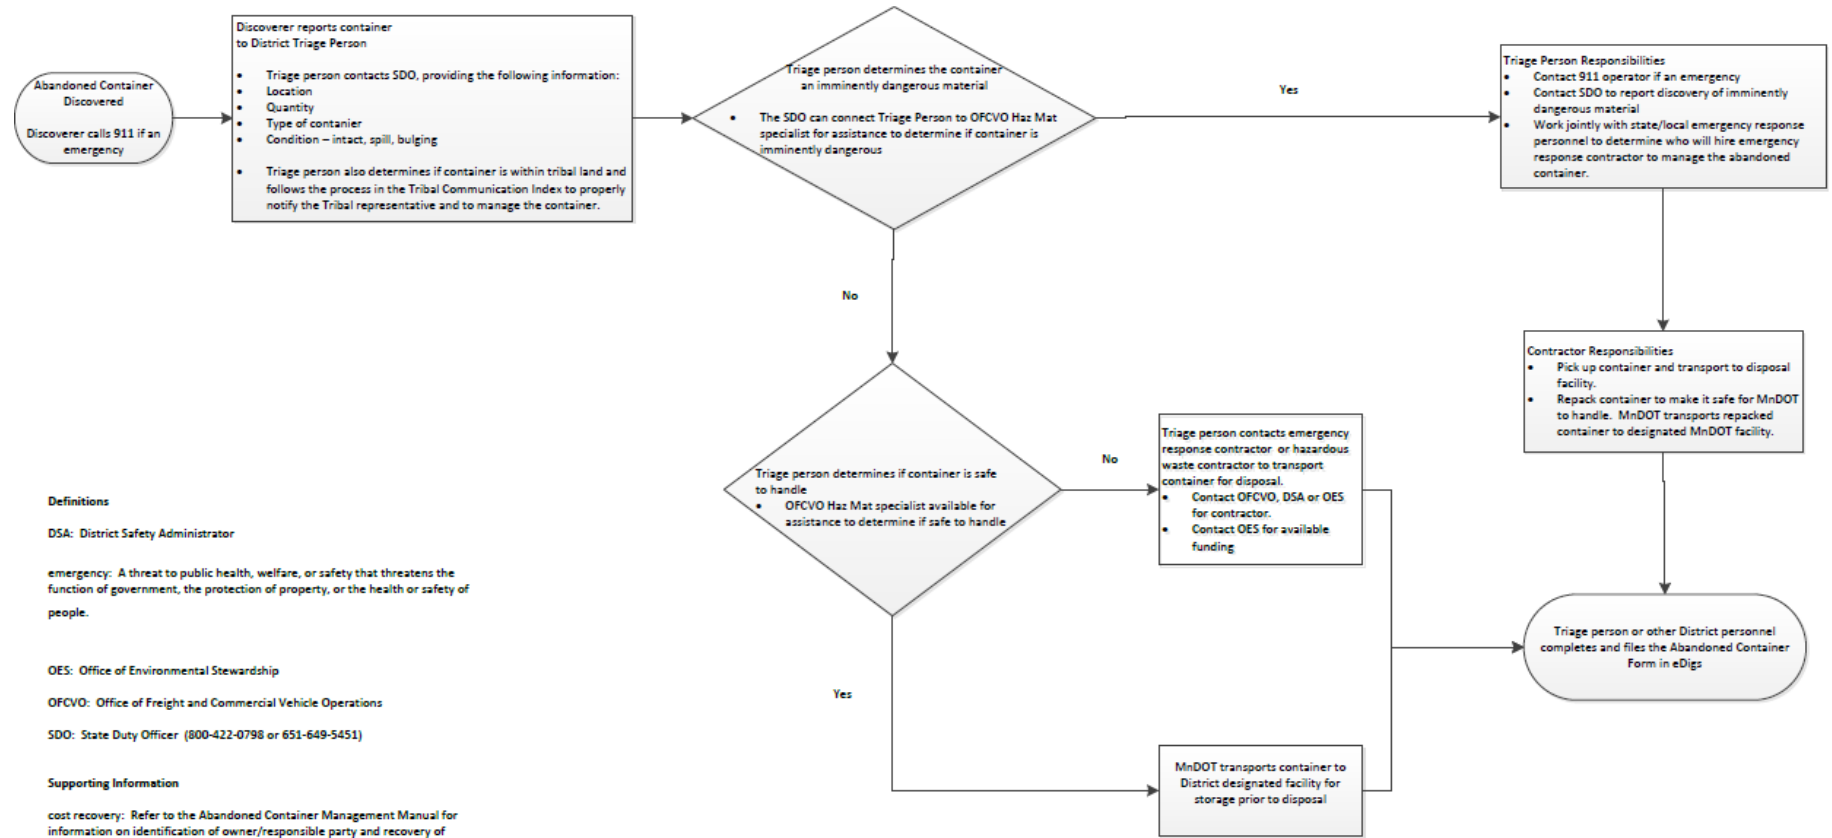 Abandoned Container
Discovered
Discoverer calls 911 if an
emergency
Discoverer reports container
to District Triage Person
• Triage person contacts SDO, providing the following information:
• Location
• Quantity
• Type of contanier
• Condition – intact, spill, bulging
• Triage person also determines if container is within tribal land and
follows the process in the Tribal Communication Index to properly
notify the Tribal representative and to manage the container.
Triage person determines the container
an imminently dangerous material
• The SDO can connect Triage Person to OFCVO Haz Mat
specialist for assistance to determine if container is
imminently dangerous
Yes
Triage Person Responsibilities
• Contact 911 operator if an emergency
• Contact SDO to report discovery of imminently
dangerous material
• Work jointly with state/local emergency response
personnel to determine who will hire emergency
response contractor to manage the abandoned
container.
No
Contractor Responsibilities
• Pick up container and transport to disposal
facility.
• Repack container to make it safe for MnDOT
to handle. MnDOT transports repacked
container to designated MnDOT facility.
Triage person determines if container is safe
to handle
• OFCVO Haz Mat specialist available for
assistance to determine if safe to handle
No
Triage person contacts emergency
response contractor or hazardous
waste contractor to transport
container for disposal.
• Contact OFCVO, DSA or OES
for contractor.
• Contact OES for available
funding
Triage person or other District personnel
completes and files the Abandoned Container
Form in eDigs
Yes
MnDOT transports container to
District designated facility for
storage prior to disposal
Definitions
DSA: District Safety Administrator
emergency: A threat to public health, welfare, or safety that threatens the
function of government, the protection of property, or the health or safety of
people.
OES: Office of Environmental Stewardship
OFCVO: Office of Freight and Commercial Vehicle Operations
SDO: State Duty Officer (800-422-0798 or 651-649-5451)
Supporting Information
cost recovery: Refer to the Abandoned Container Management Manual for
information on identification of owner/responsible party and recovery of